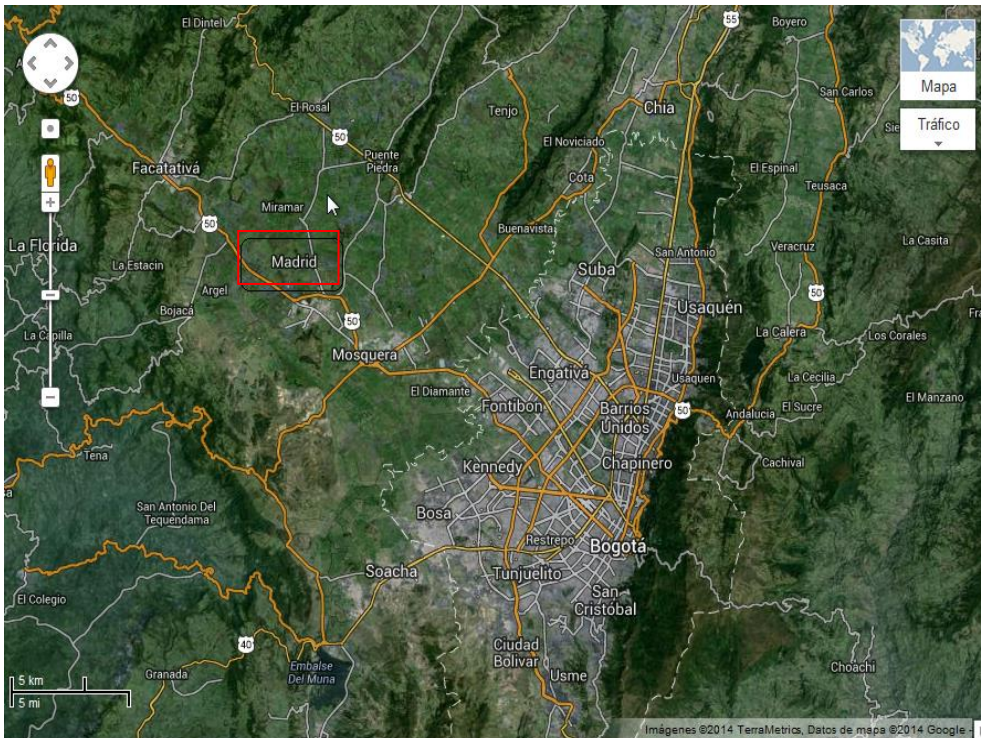 El Dintel
55
Boyero
Mapa
50
San Carlos
El Rosal
Tenjo
Chía
Tráfico
50
El Noviciado
Puente
Piedra
Facatativá
Cota
El Espinal
Teusaca
Miramar
50
Buenavista
La Florida
Madrid
San Antonio
Veracruz
La Casita
La Estacin
Suba
Argel
50
Bojacá
Usaquén
50
La Capilla
La Calera
Los Corales
Mosquera
Engativá
Usaquen
La Cecilia
El Diamante
Fontibon
Barrios
Unidos
50
Andalucia
El Sucre
El Manzano
Tena
Kennedy
Chapinero
Cachival
San Antonio Del
Tequendama
Bosa
Restrepo
Bogotá
Soacha
Tunjuelito
El Colegio
San
Cristóbal
40
Ciudad
Bolivar
Embalse
Del Muna
Granada
Usme
Choachí
5 km
5 mi
Imágenes ©2014 TerraMetrics, Datos de mapa ©2014 Google -